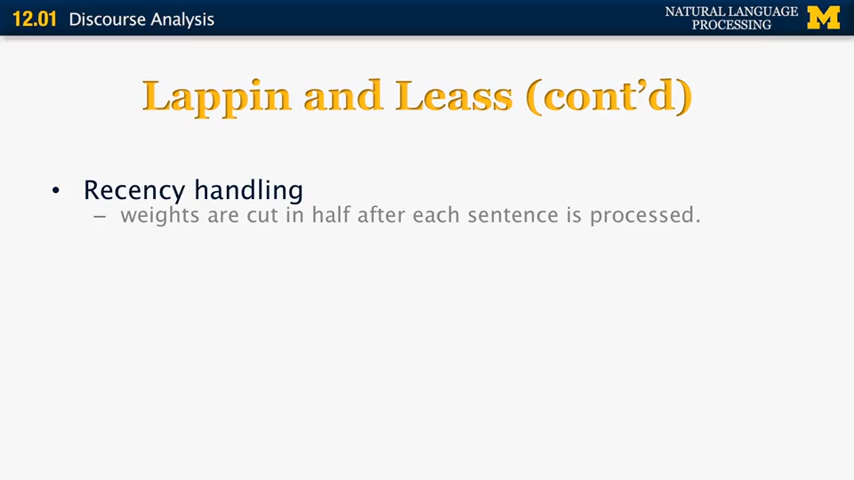 12.01 Discourse Analysis
NATURAL LANGUAGE
PROCESSING
M
Lappin and Leass (cont’d)
• Recency handling
– weights are cut in half after each sentence is processed.